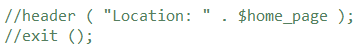 //header ( "Location: " . $home_page );
//exit ();